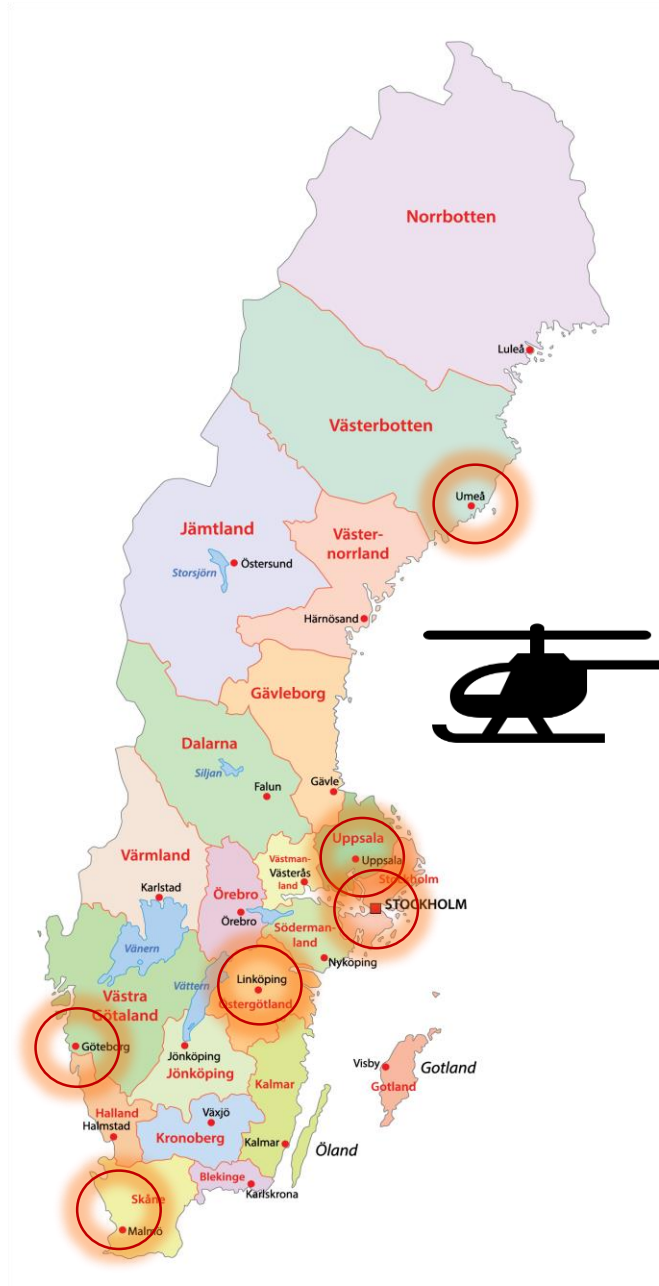 Norrbotten
Luleå
Västerbotten
Umeå
Jämtland
Väster-
norrland
Storsjörn
Östersund
Härnösand
Gävleborg
Dalarna
Siljan
Falun
Gävle
Värmland
Karlstad
Uppsala
Uppsala
Västman-
Västerås
land
Stockholm
STOCKHOLM
Örebro
Örebro
Söderman-
land
Nyköping
Vänern
Vättern
Linköping
Östergötland
Västra
Götaland
Göteborg
Jönköping
Jönköping
Kalmar
Visby
Gotland
Gotland
Halland
Halmstad
Växjö
Kronoberg
Kalmar
Öland
Blekinge
Karlskrona
Skåne
Malmö